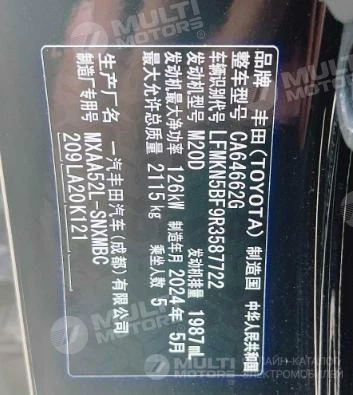 品牌 丰田(TOYOTA) 制造国 中华人民共和国
整车型号 CA64662G
车辆识别代号 LFMKN5BF9R3587722
发动机型号 M20D 发动机排量 1987mL
发动机最大净功率 126kw 制造年月 2024年5月
最大允许总质量 2115kg 乘坐人数 5
生产厂名 一汽丰田汽车(成都)有限公司
制造厂专用号 MXAA52L-SNXMBC
209LA20K121
MULTI MOTORS
MULTI MOTORS
MULTI MOTORS
ОНЛАЙН-КАТАЛОГ
ЭЛЕКТРОМОБИЛЕЙ